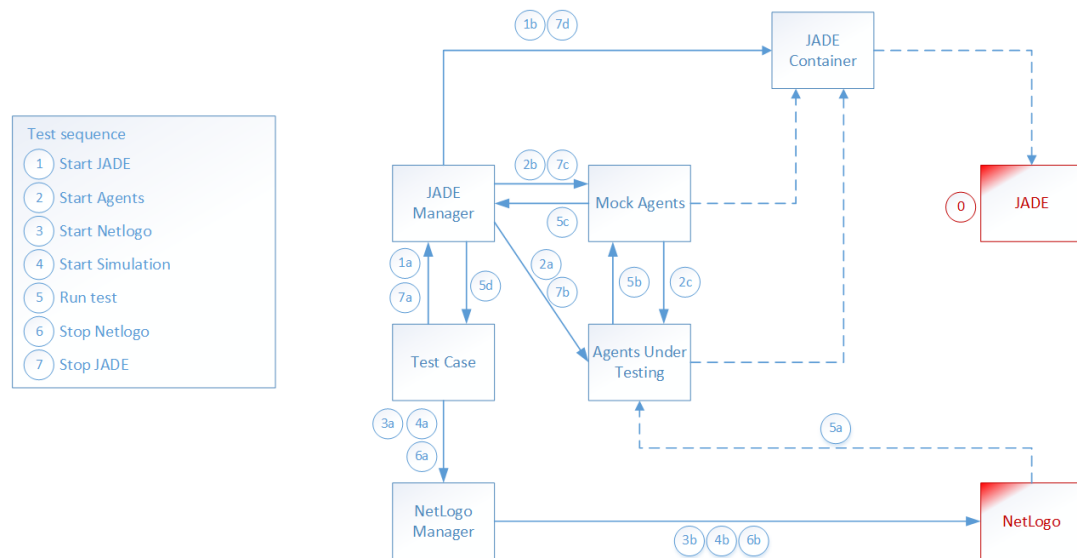 1b 7d
JADE
Container
Test sequence
1 Start JADE
2 Start Agents
3 Start Netlogo
4 Start Simulation
5 Run test
6 Stop Netlogo
7 Stop JADE
JADE
Manager
2b 7c
5c
Mock Agents
0
JADE
1a
7a
5d
2a
7b
5b
2c
Test Case
Agents Under
Testing
3a 4a
6a
5a
NetLogo
Manager
3b 4b 6b
NetLogo